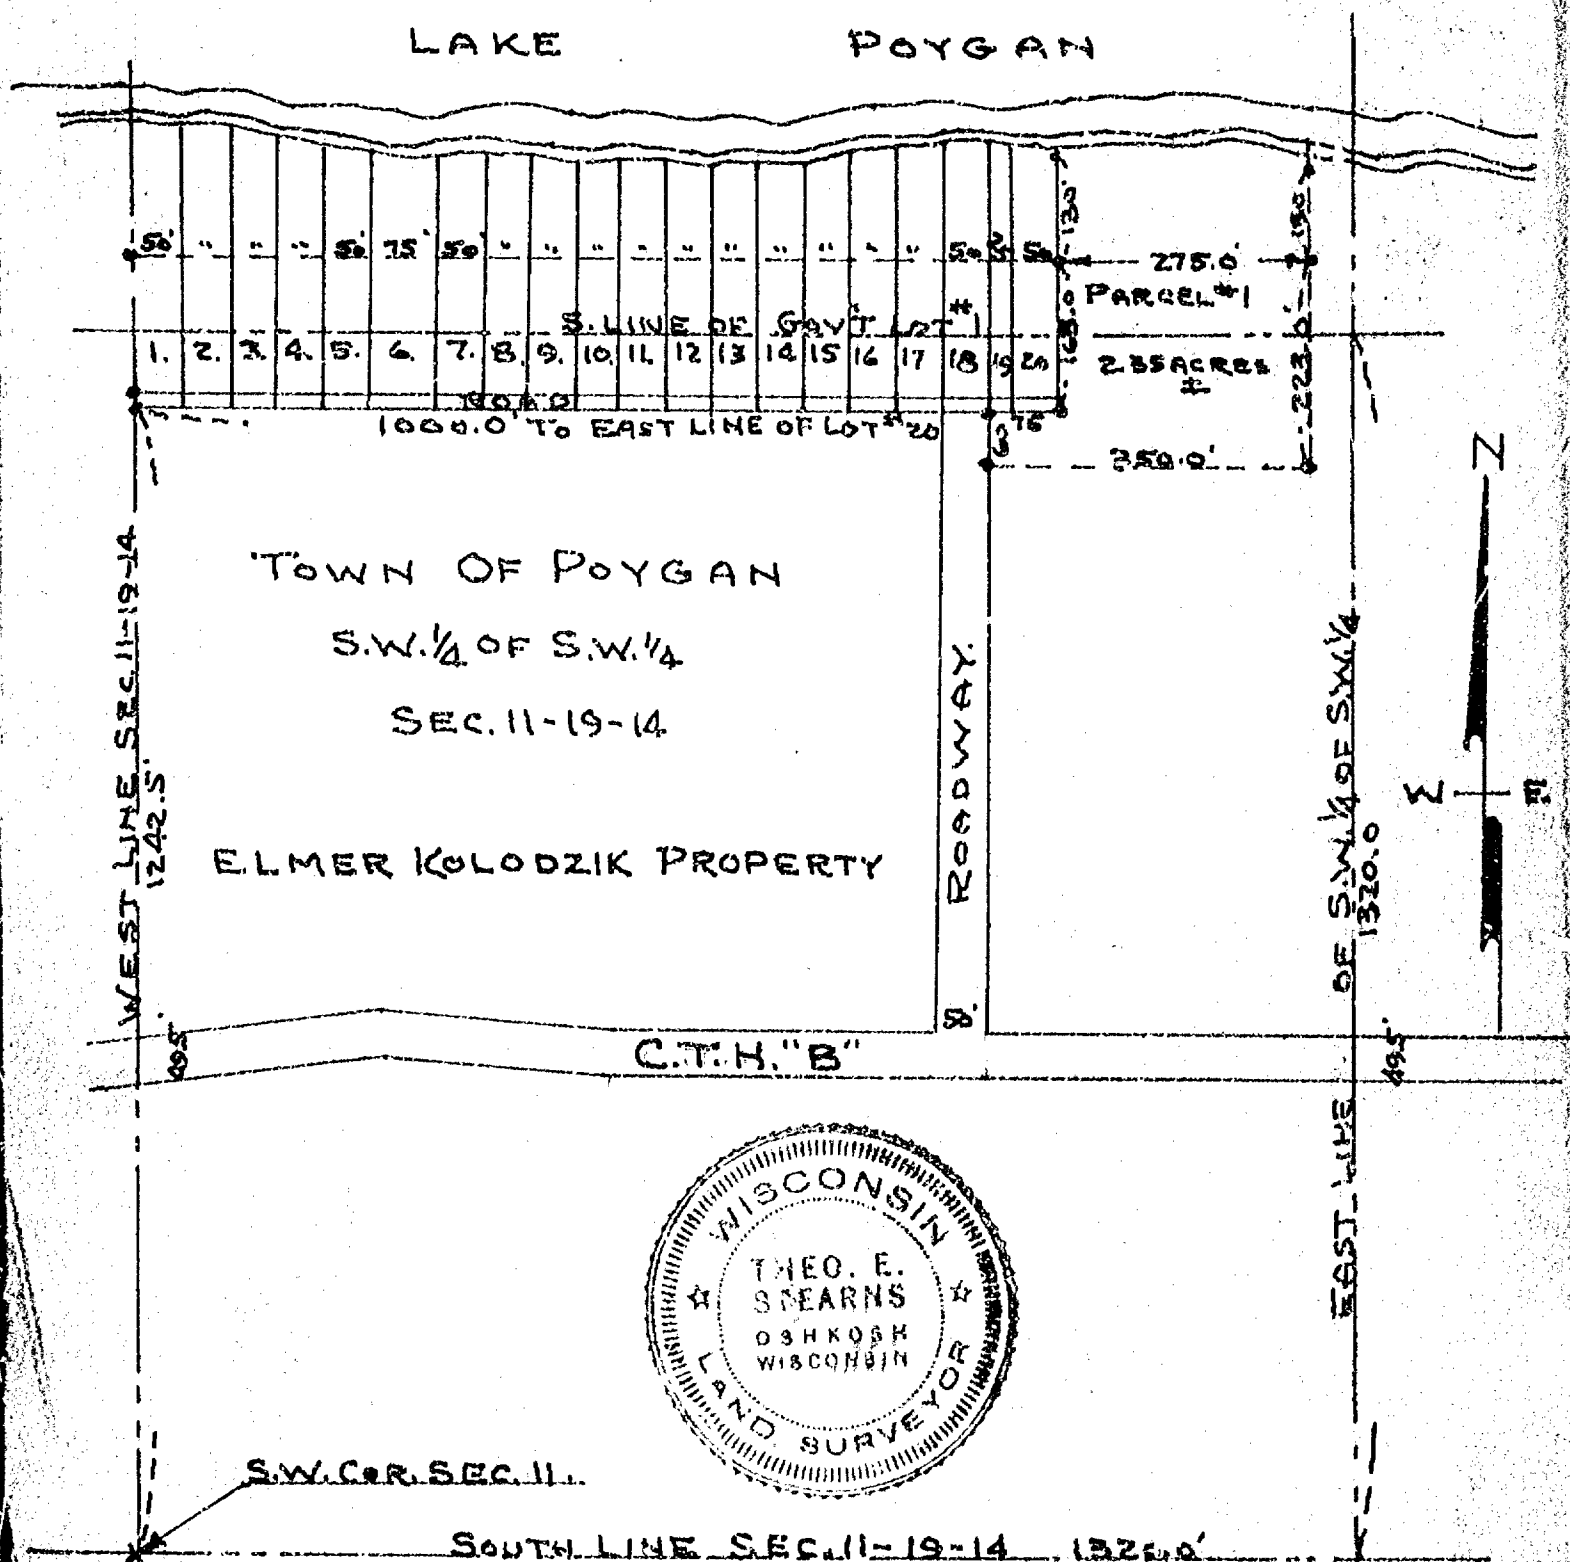 LAKE POYGAN
50' " " " 50' 75' 50' " " " " " " " " " " 50 50
130'
150'
275.0'
PARCEL #1
S. LINE OF GAV'T LOT #1
165.0
1. 2. 3. 4. 5. 6. 7. 8. 9. 10. 11. 12 13 14 15 16 17 18 19 20
2.35 ACRES
±
223.0'
ROAD
1000.0' TO EAST LINE OF LOT # 20
75
350.0'
N
TOWN OF POYGAN
S.W. 1/4 OF S.W. 1/4
SEC. 11-19-14
WEST LINE SEC. 11-19-14
1242.5'
ROADWAY.
W E
ELMER KOLODZIK PROPERTY
EAST LINE OF S.W. 1/4 OF S.W. 1/4
1320.0
50'
49.5'
C.T.H. "B"
49.5'
WISCONSIN
THEO. E.
STEARNS
OSHKOSH
WISCONSIN
LAND SURVEYOR
S.W. COR. SEC. 11.
SOUTH LINE SEC. 11-19-14